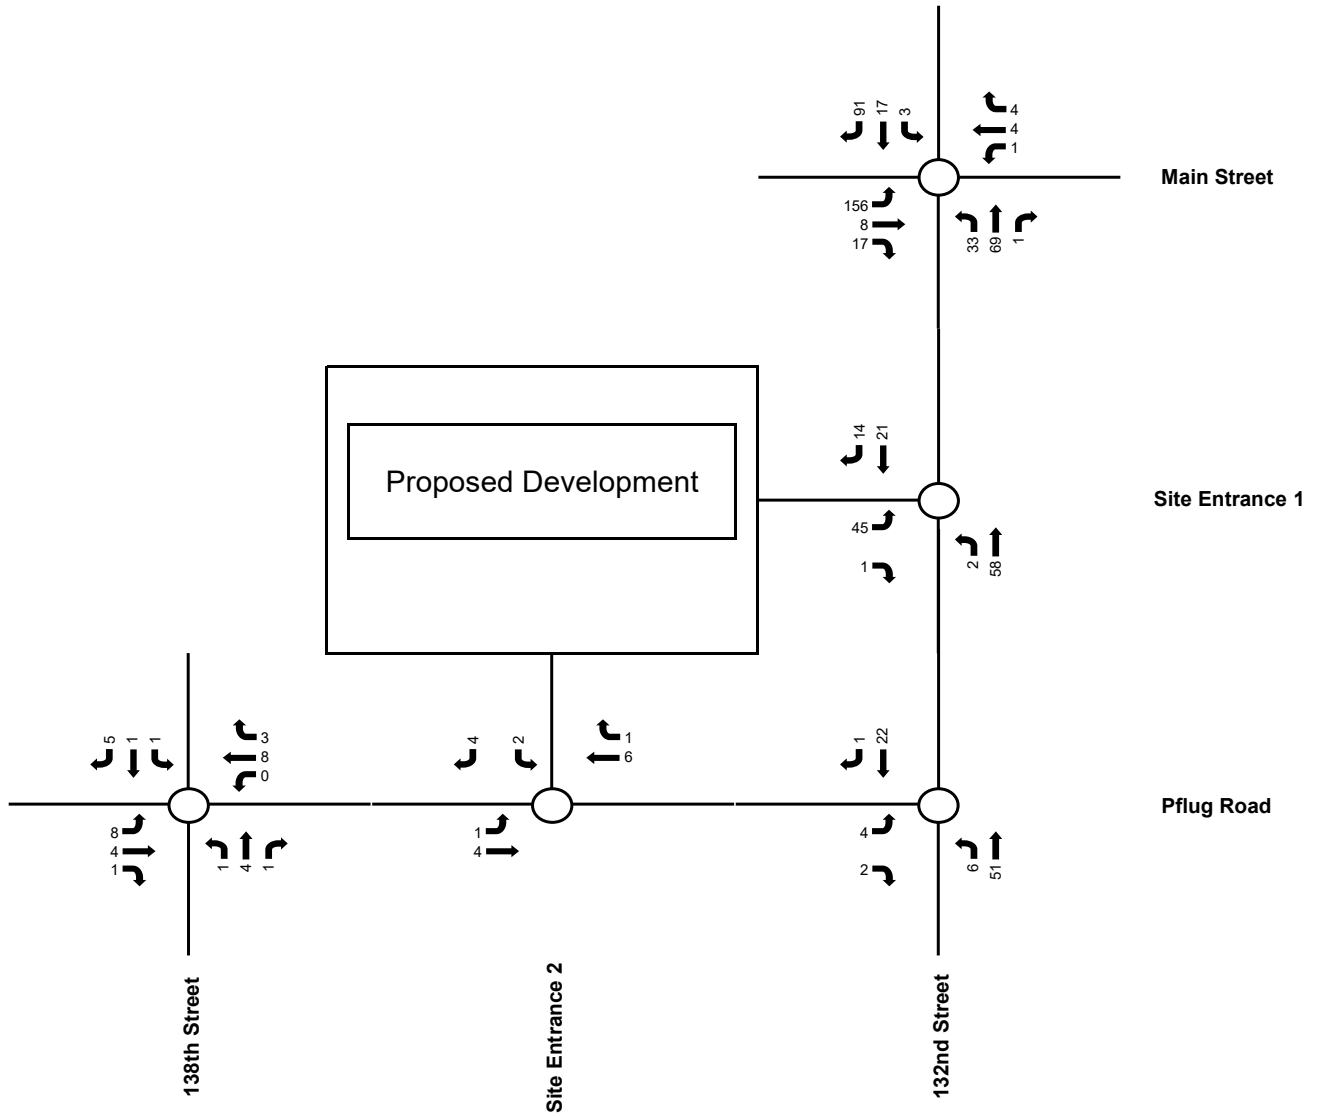 91 17 3
4
4
1
Main Street
156
8
17
33 69 1
14 21
Proposed Development
Site Entrance 1
45
1
2 58
5 1 1
3
8
0
4 2
1
6
1 22
Pflug Road
8
4
1
1 4 1
1
4
4
2
6 51
138th Street
Site Entrance 2
132nd Street